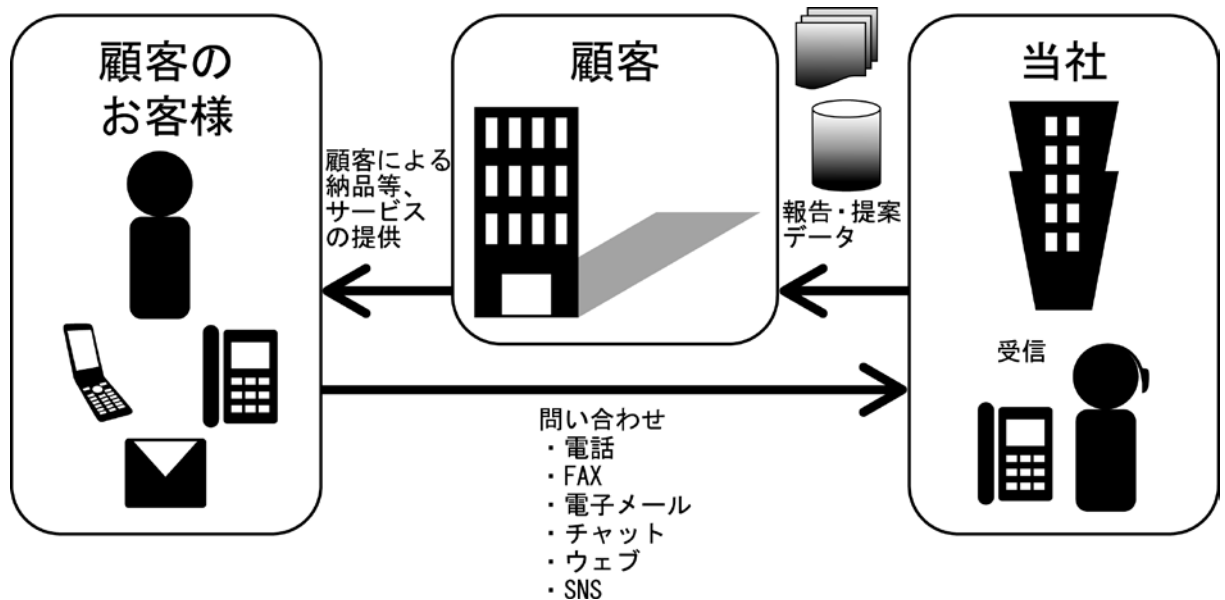 顧客の
お客様
顧客による
納品等、
サービス
の提供
顧客
報告・提案
データ
当社
受信
問い合わせ
・電話
・FAX
・電子メール
・チャット
・ウェブ
・SNS